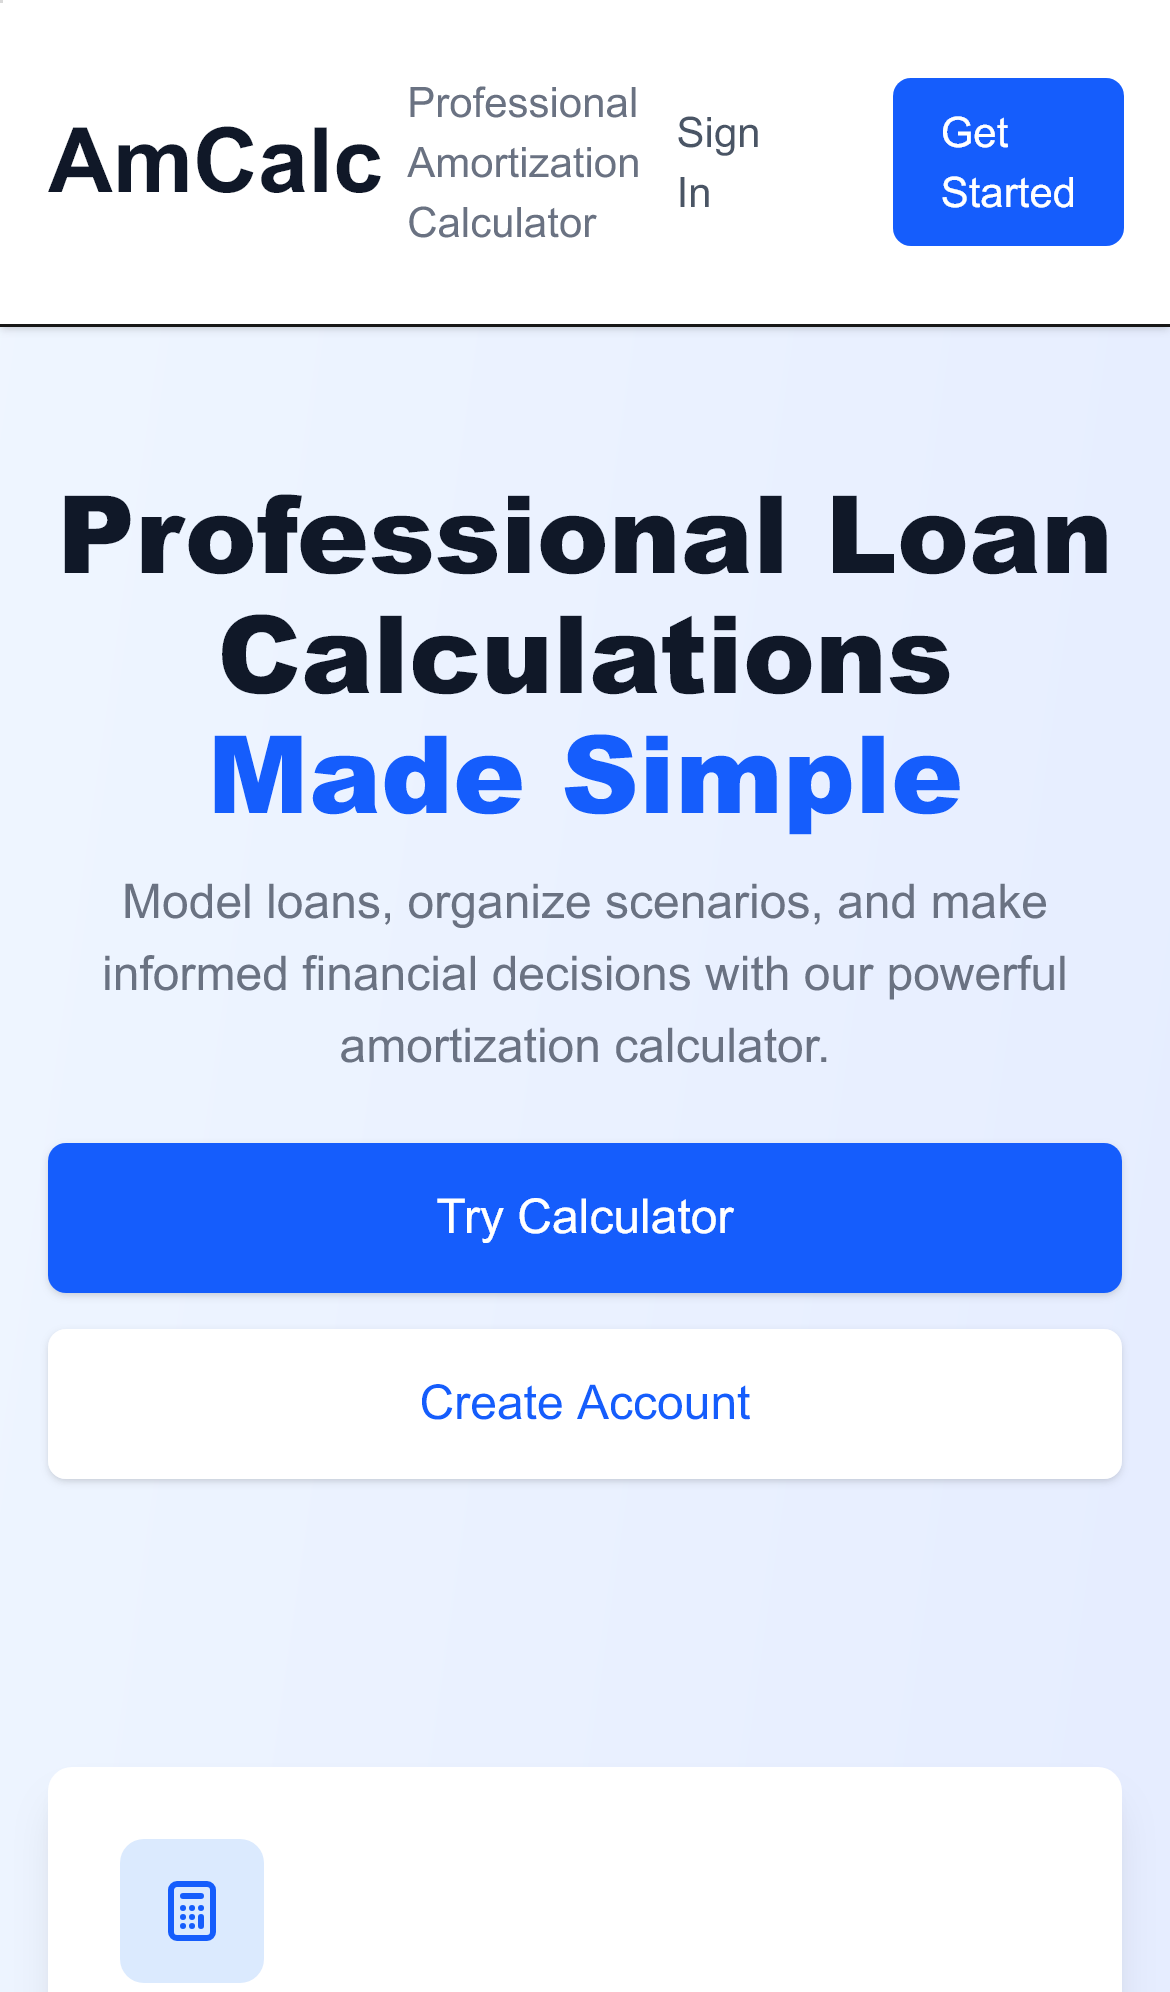 AmCalc
Professional
Amortization
Calculator
Sign
In
Get
Started
Professional Loan
Calculations
Made Simple
Model loans, organize scenarios, and make
informed financial decisions with our powerful
amortization calculator.
Try Calculator
Create Account